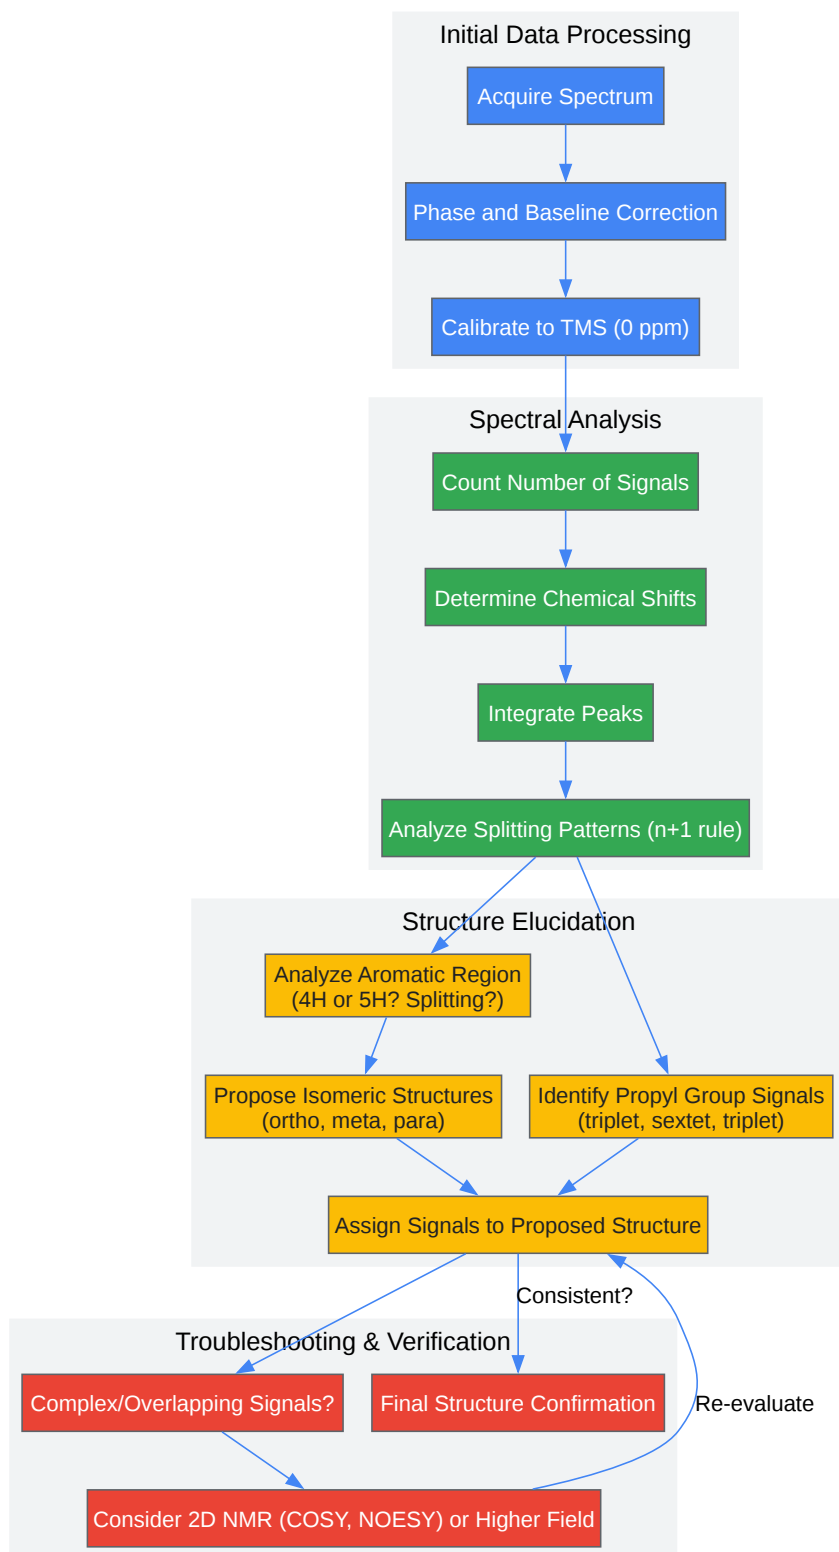 Initial Data Processing
Acquire Spectrum
Phase and Baseline Correction
Calibrate to TMS (0 ppm)
Spectral Analysis
Count Number of Signals
Determine Chemical Shifts
Integrate Peaks
Analyze Splitting Patterns (n+1 rule)
Structure Elucidation
Analyze Aromatic Region
(4H or 5H? Splitting?)
Propose Isomeric Structures
(ortho, meta, para)
Identify Propyl Group Signals
(triplet, sextet, triplet)
Assign Signals to Proposed Structure
Consistent?
Troubleshooting & Verification
Complex/Overlapping Signals?
Final Structure Confirmation
Re-evaluate
Consider 2D NMR (COSY, NOESY) or Higher Field